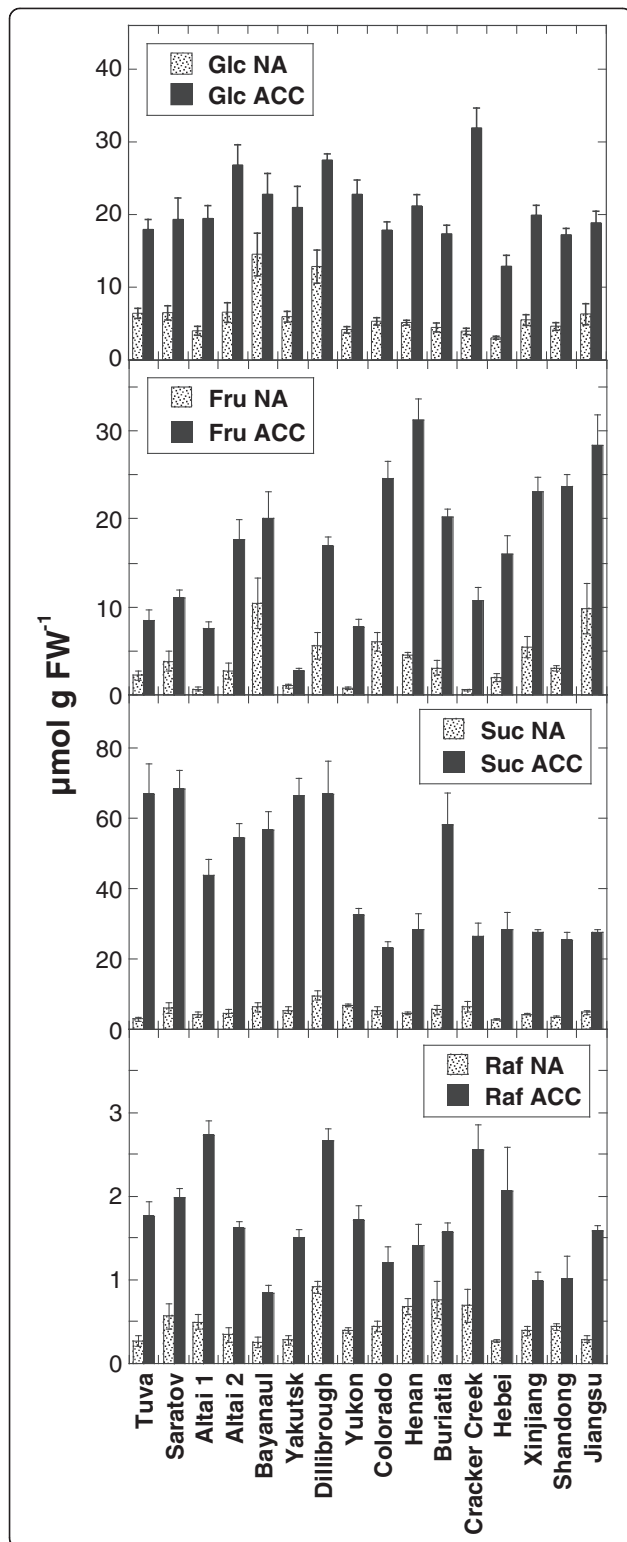 Glc NA
Glc ACC
40
30
20
10
0
Fru NA
Fru ACC
30
20
10
0
Suc NA
Suc ACC
80
60
40
20
0
Raf NA
Raf ACC
3
2
1
0
µmol g FW⁻¹
Tuva
Saratov
Altai 1
Altai 2
Bayanaul
Yakutsk
Dillibrough
Yukon
Colorado
Henan
Buriatia
Cracker Creek
Hebei
Xinjiang
Shandong
Jiangsu